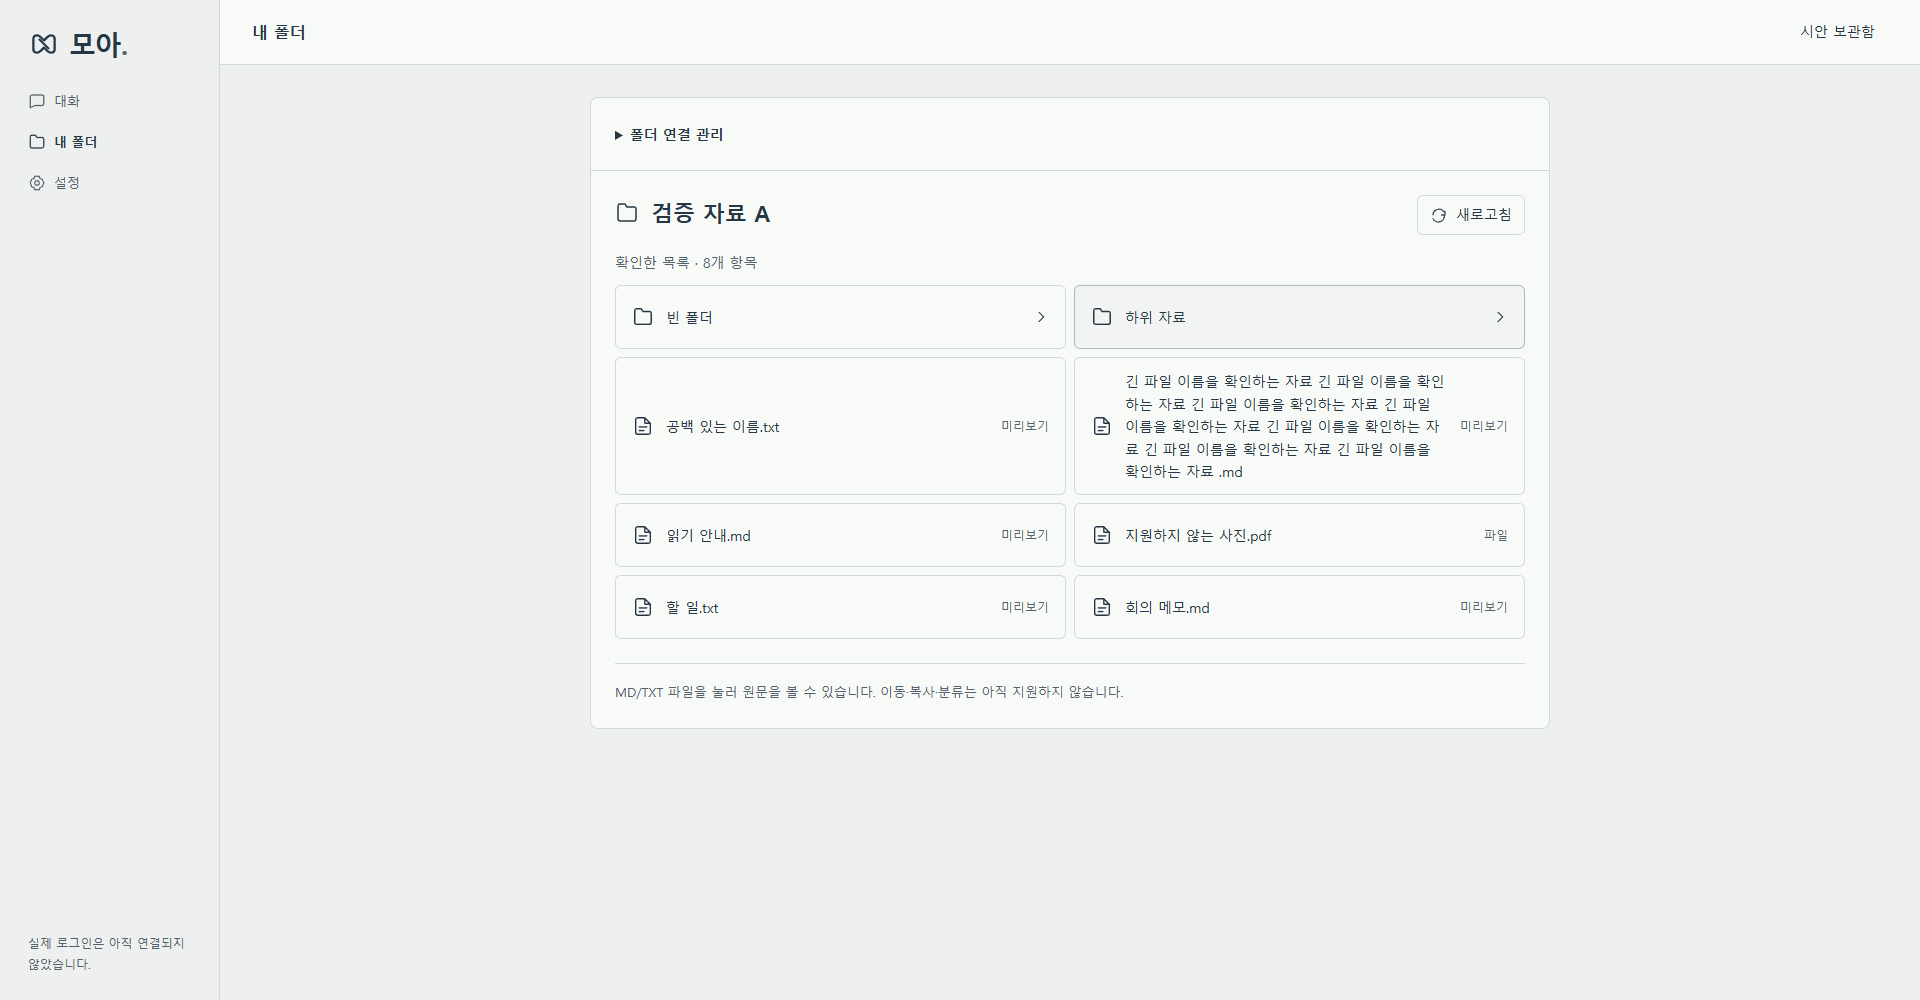 모아.
대화
내 폴더
설정
실제 로그인은 아직 연결되지
않았습니다.
내 폴더
시안 보관함
폴더 연결 관리
검증 자료 A
새로고침
확인한 목록 · 8개 항목
빈 폴더
하위 자료
공백 있는 이름.txt
미리보기
긴 파일 이름을 확인하는 자료 긴 파일 이름을 확인
하는 자료 긴 파일 이름을 확인하는 자료 긴 파일
이름을 확인하는 자료 긴 파일 이름을 확인하는 자
료 긴 파일 이름을 확인하는 자료 긴 파일 이름을
확인하는 자료 .md
미리보기
읽기 안내.md
미리보기
지원하지 않는 사진.pdf
파일
할 일.txt
미리보기
회의 메모.md
미리보기
MD/TXT 파일을 눌러 원문을 볼 수 있습니다. 이동·복사·분류는 아직 지원하지 않습니다.